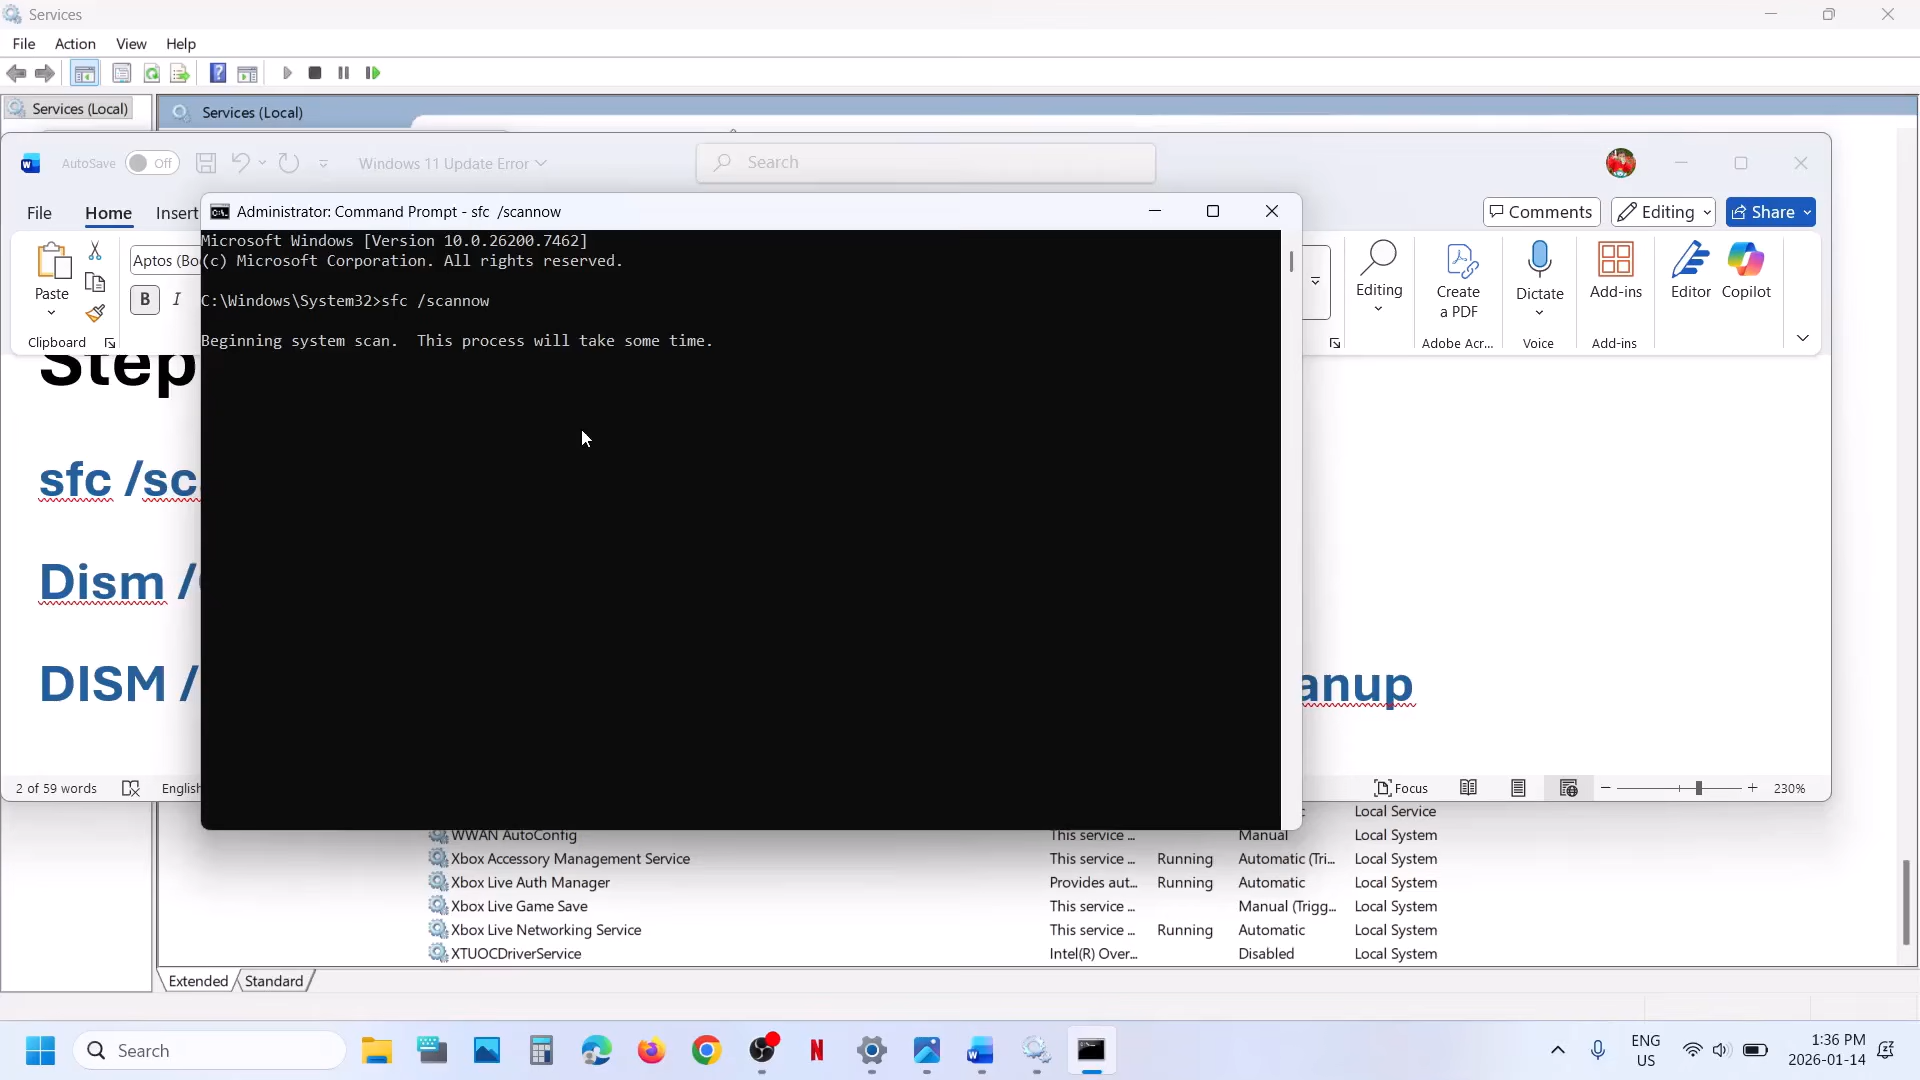 Services
File Action View Help
Services (Local)
Services (Local)
AutoSave Off Windows 11 Update Error Search
File Home Insert Comments Editing Share
Administrator: Command Prompt - sfc /scannow
Microsoft Windows [Version 10.0.26200.7462]
(c) Microsoft Corporation. All rights reserved.
C:\Windows\System32>sfc /scannow
Beginning system scan. This process will take some time.
Paste
Clipboard
Aptos (Bo
B I
Editing
Create a PDF
Adobe Acr...
Dictate
Voice
Add-ins
Add-ins
Editor
Copilot
Step
sfc /sc
Dism /
DISM / anup
2 of 59 words English Focus 230%
Local Service
WWAN AutoConfig This service ... Manual Local System
Xbox Accessory Management Service This service ... Running Automatic (Tri... Local System
Xbox Live Auth Manager Provides aut... Running Automatic Local System
Xbox Live Game Save This service ... Manual (Trigg... Local System
Xbox Live Networking Service This service ... Running Automatic Local System
XTUOCDriverService Intel(R) Over... Disabled Local System
Extended Standard
Search
ENG
US
1:36 PM
2026-01-14